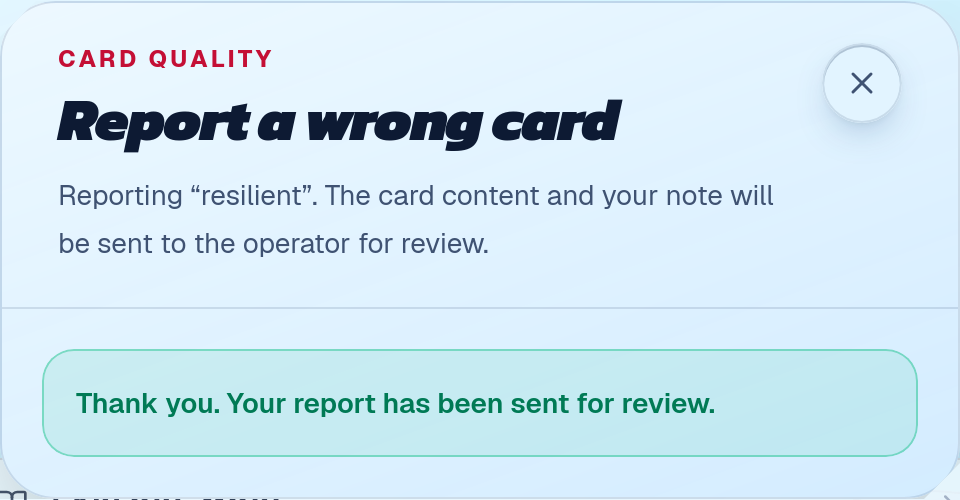 CARD QUALITY
Report a wrong card
Reporting “resilient”. The card content and your note will
be sent to the operator for review.
Thank you. Your report has been sent for review.